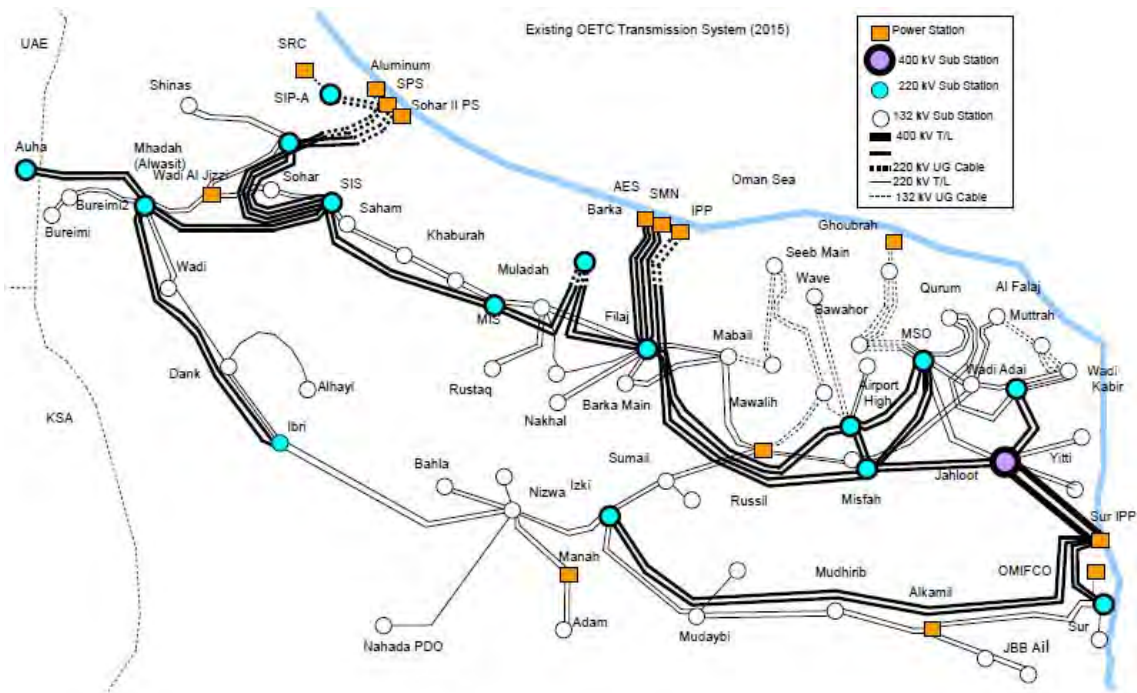 Existing OETC Transmission System (2015)
Power Station
400 kV Sub Station
220 kV Sub Station
132 kV Sub Station
400 kV T/L
220 kV UG Cable
220 kV T/L
132 kV UG Cable
UAE
SRC
Aluminum
SPS
Shinas
SIP-A
Sohar II PS
Auha
Mhadah
(Alwasit)
Wadi Al Jizzi
Sohar
SIS
Bureimi2
Bureimi
Saham
Khaburah
Wadi
Muladah
MIS
Filaj
AES
Barka
SMN
IPP
Oman Sea
Ghoubrah
Seeb Main
Wave
Bawahor
Qurum
Al Falaj
Muttrah
MSQ
Mabail
Wadi Adai
Wadi
Kabir
Airport
High
Dank
Alhayl
Rustaq
Nakhal
Barka Main
Mawalih
KSA
Ibri
Bahla
Nizwa
Izki
Sumail
Russil
Misfah
Jahloot
Yitti
Sur IPP
Manah
Mudhirib
Alkamil
OMIFCO
Adam
Nahada PDO
Mudaybi
JBB Ail
Sur